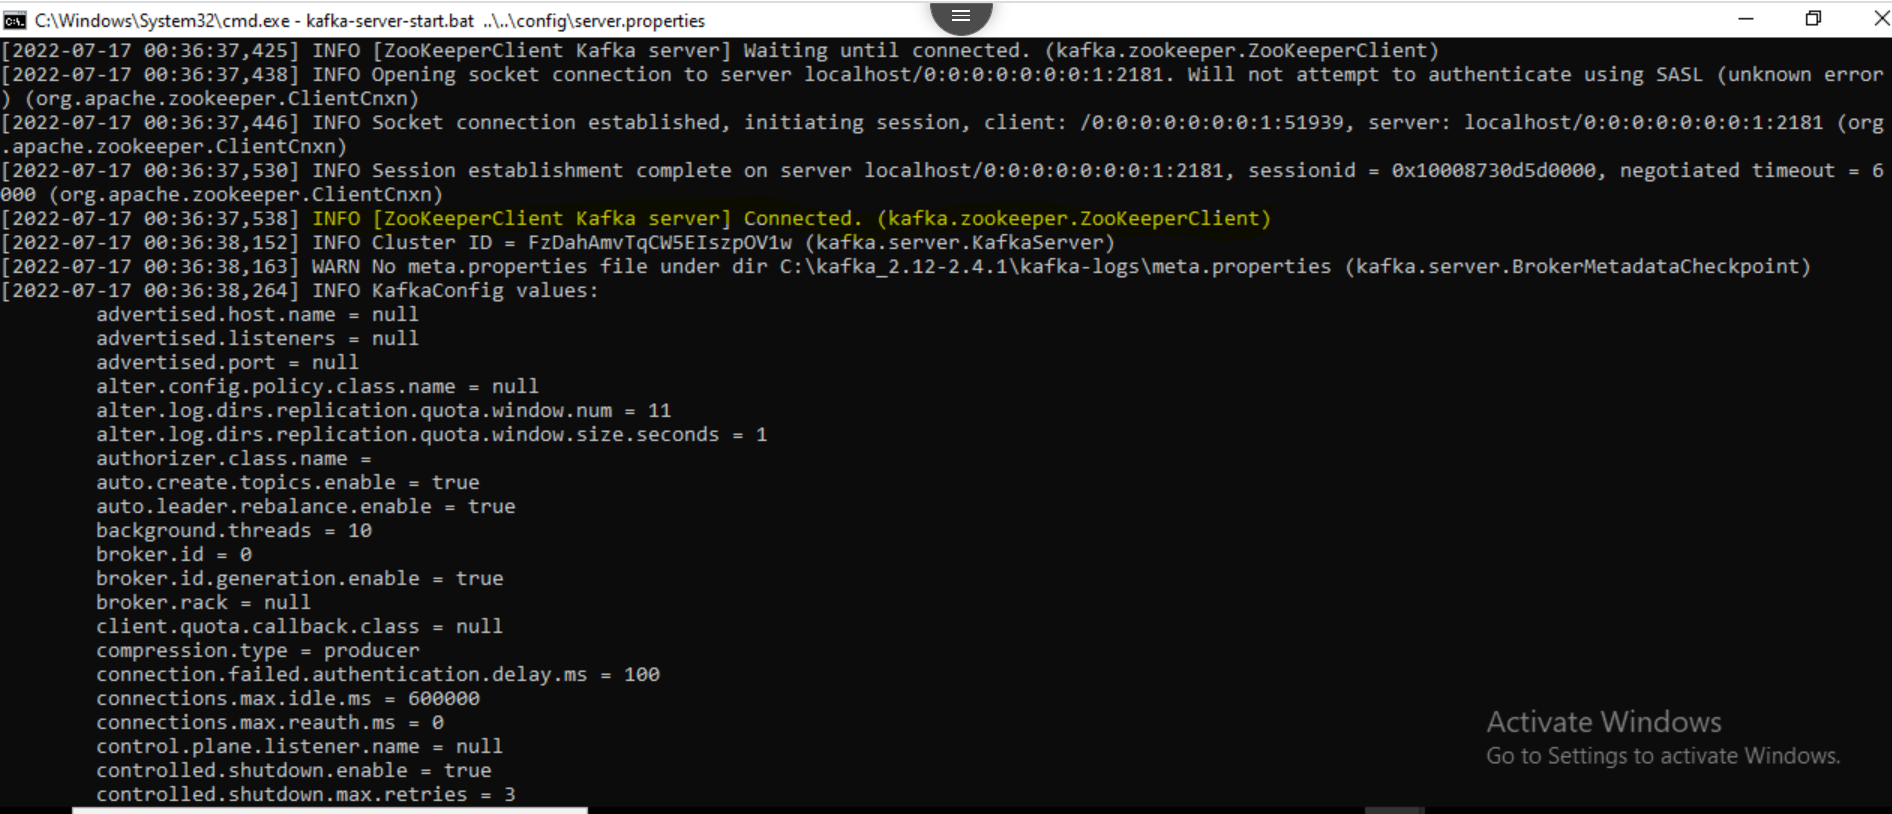 C:\Windows\System32\cmd.exe - kafka-server-start.bat ..\..\config\server.properties
[2022-07-17 00:36:37,425] INFO [ZooKeeperClient Kafka server] Waiting until connected. (kafka.zookeeper.ZooKeeperClient)
[2022-07-17 00:36:37,438] INFO Opening socket connection to server localhost/0:0:0:0:0:0:0:1:2181. Will not attempt to authenticate using SASL (unknown error
) (org.apache.zookeeper.ClientCnxn)
[2022-07-17 00:36:37,446] INFO Socket connection established, initiating session, client: /0:0:0:0:0:0:0:1:51939, server: localhost/0:0:0:0:0:0:0:1:2181 (org
.apache.zookeeper.ClientCnxn)
[2022-07-17 00:36:37,530] INFO Session establishment complete on server localhost/0:0:0:0:0:0:0:1:2181, sessionid = 0x10008730d5d0000, negotiated timeout = 6
000 (org.apache.zookeeper.ClientCnxn)
[2022-07-17 00:36:37,538] INFO [ZooKeeperClient Kafka server] Connected. (kafka.zookeeper.ZooKeeperClient)
[2022-07-17 00:36:38,152] INFO Cluster ID = FzDahAmvTqCW5EIszpOV1w (kafka.server.KafkaServer)
[2022-07-17 00:36:38,163] WARN No meta.properties file under dir C:\kafka_2.12-2.4.1\kafka-logs\meta.properties (kafka.server.BrokerMetadataCheckpoint)
[2022-07-17 00:36:38,264] INFO KafkaConfig values:
advertised.host.name = null
advertised.listeners = null
advertised.port = null
alter.config.policy.class.name = null
alter.log.dirs.replication.quota.window.num = 11
alter.log.dirs.replication.quota.window.size.seconds = 1
authorizer.class.name =
auto.create.topics.enable = true
auto.leader.rebalance.enable = true
background.threads = 10
broker.id = 0
broker.id.generation.enable = true
broker.rack = null
client.quota.callback.class = null
compression.type = producer
connection.failed.authentication.delay.ms = 100
connections.max.idle.ms = 600000
connections.max.reauth.ms = 0
control.plane.listener.name = null
controlled.shutdown.enable = true
controlled.shutdown.max.retries = 3
Activate Windows
Go to Settings to activate Windows.